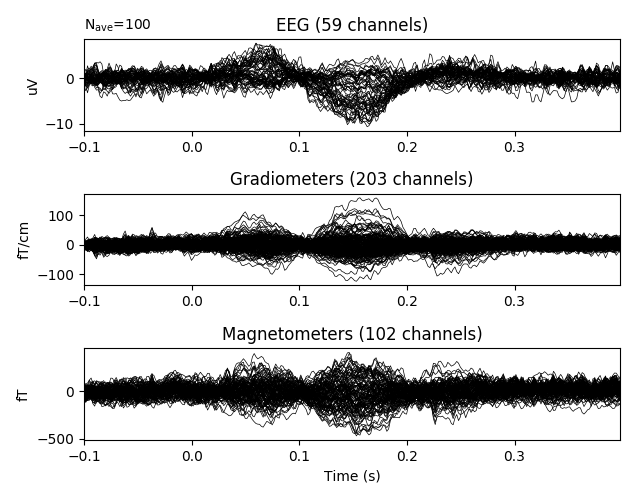 N_ave=100
EEG (59 channels)
uV
0
−10
−0.1 0.0 0.1 0.2 0.3
Gradiometers (203 channels)
fT/cm
100
0
−100
−0.1 0.0 0.1 0.2 0.3
Magnetometers (102 channels)
fT
0
−500
−0.1 0.0 0.1 0.2 0.3
Time (s)